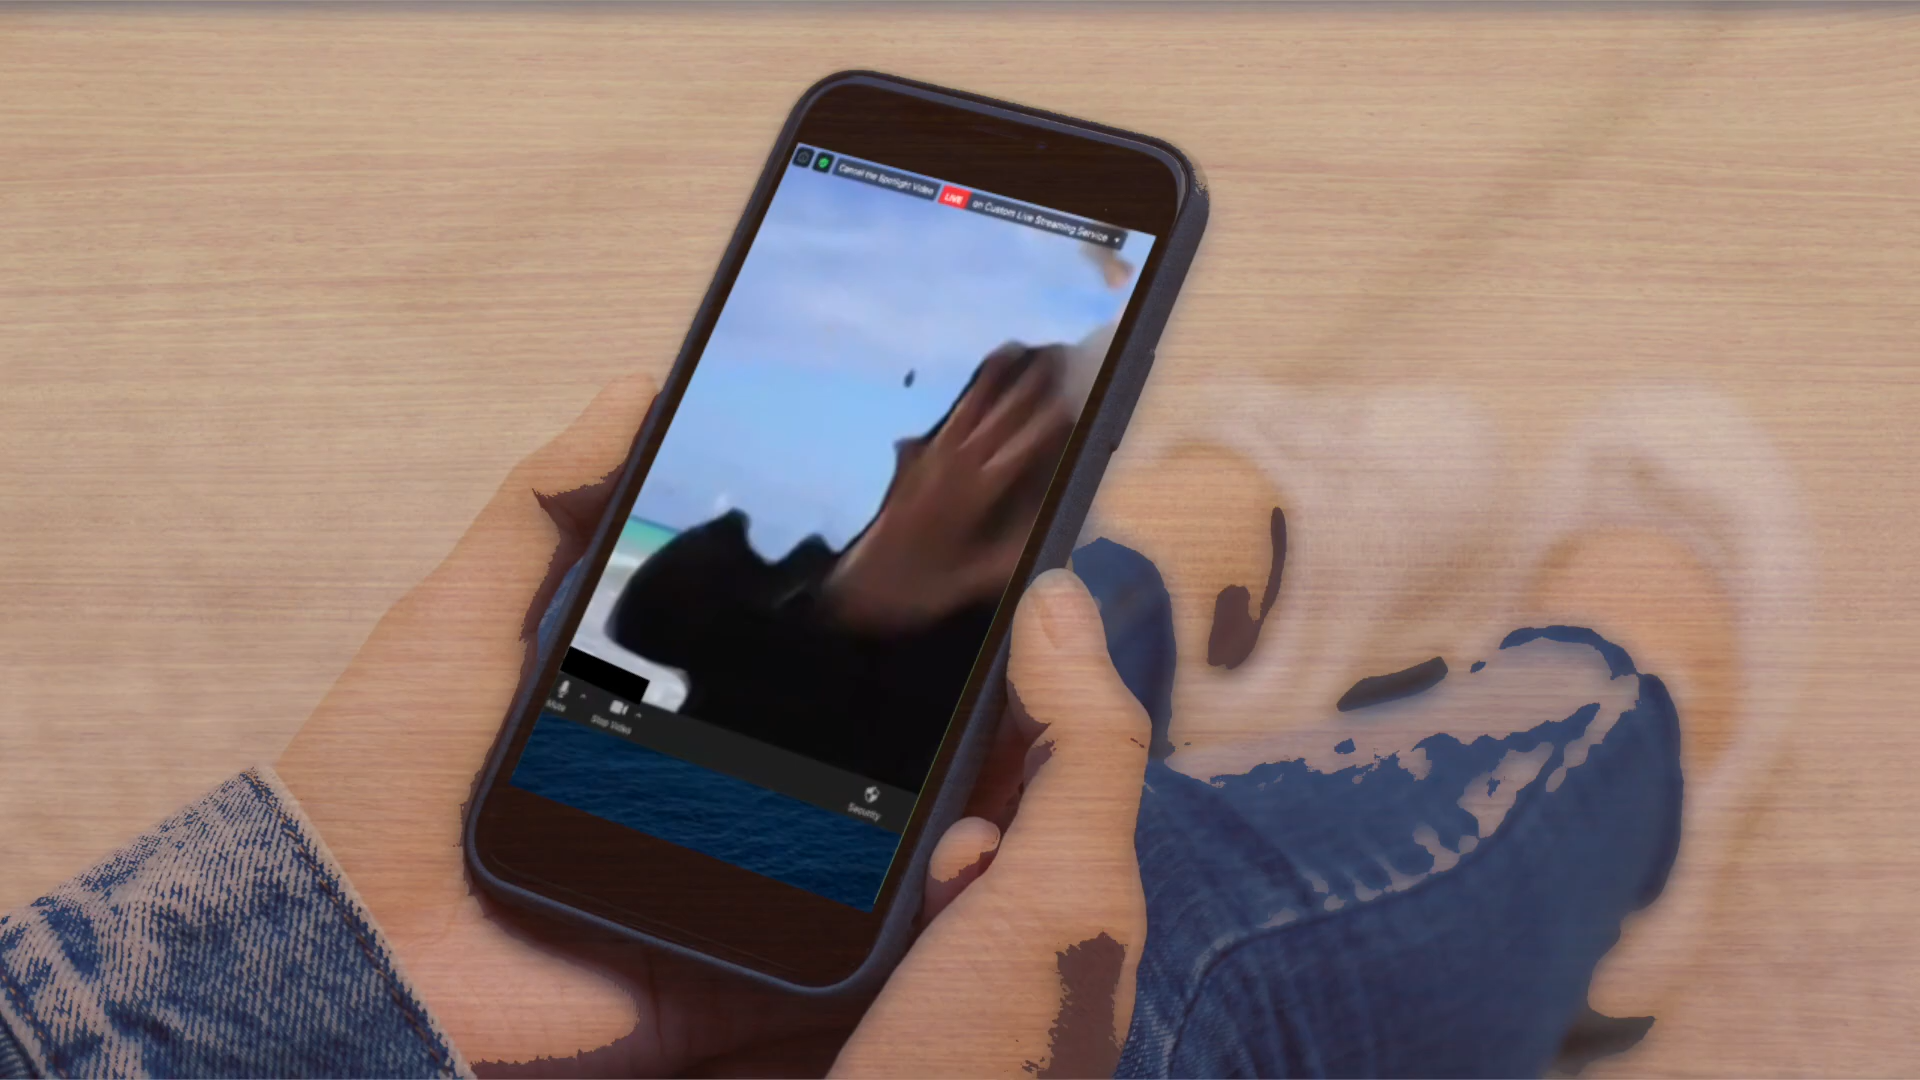 Cancel the Spotlight Video LIVE on Custom Live Streaming Service
Mute Stop Video Security